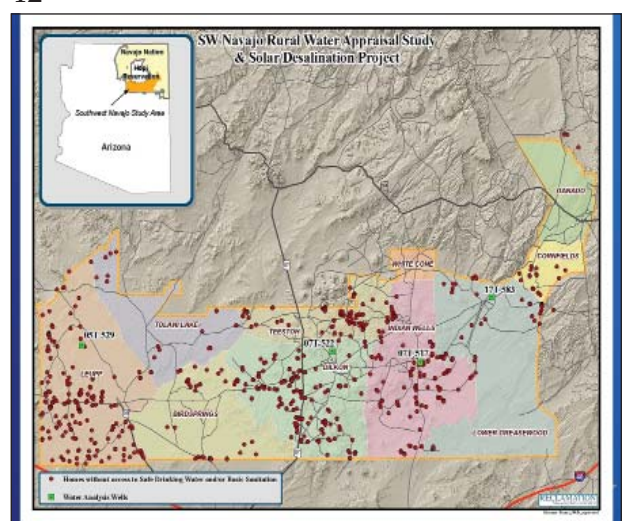 12
SW Navajo Rural Water Appraisal Study
& Solar Desalination Project
Navajo Nation
Hopi
Reservation
Southwest Navajo Study Area
Arizona
GANADO
CORNFIELDS
WHITE CONE
171-583
TOLANI LAKE
051-529
TEESTOH
INDIAN WELLS
071-522
071-517
DILKON
LEUPP
BIRDSPRINGS
LOWER GREASEWOOD
Homes without access to Safe Drinking Water and/or Basic Sanitation
Water Analysis Wells
RECLAMATION